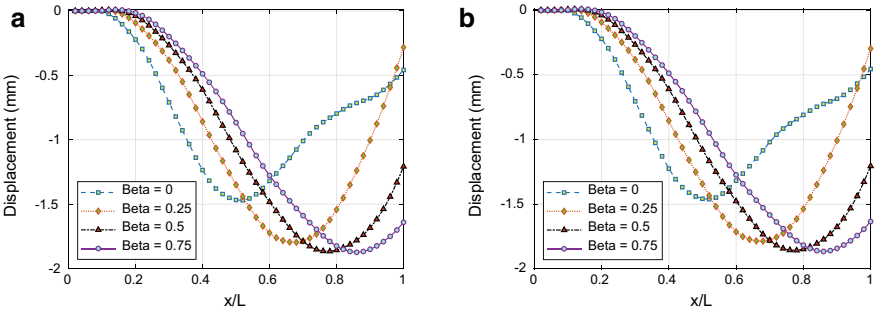 a
Displacement (mm)
0
-0.5
-1
-1.5
-2
Beta = 0
Beta = 0.25
Beta = 0.5
Beta = 0.75
0 0.2 0.4 0.6 0.8 1
x/L
b
Displacement (mm)
0
-0.5
-1
-1.5
-2
Beta = 0
Beta = 0.25
Beta = 0.5
Beta = 0.75
0 0.2 0.4 0.6 0.8 1
x/L